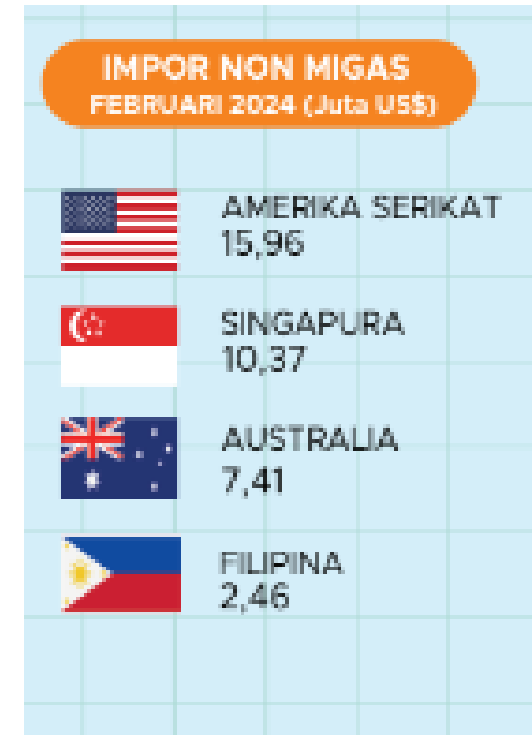 IMPOR NON MIGAS
FEBRUARI 2024 (Juta US$)
AMERIKA SERIKAT
15,96
SINGAPURA
10,37
AUSTRALIA
7,41
FILIPINA
2,46